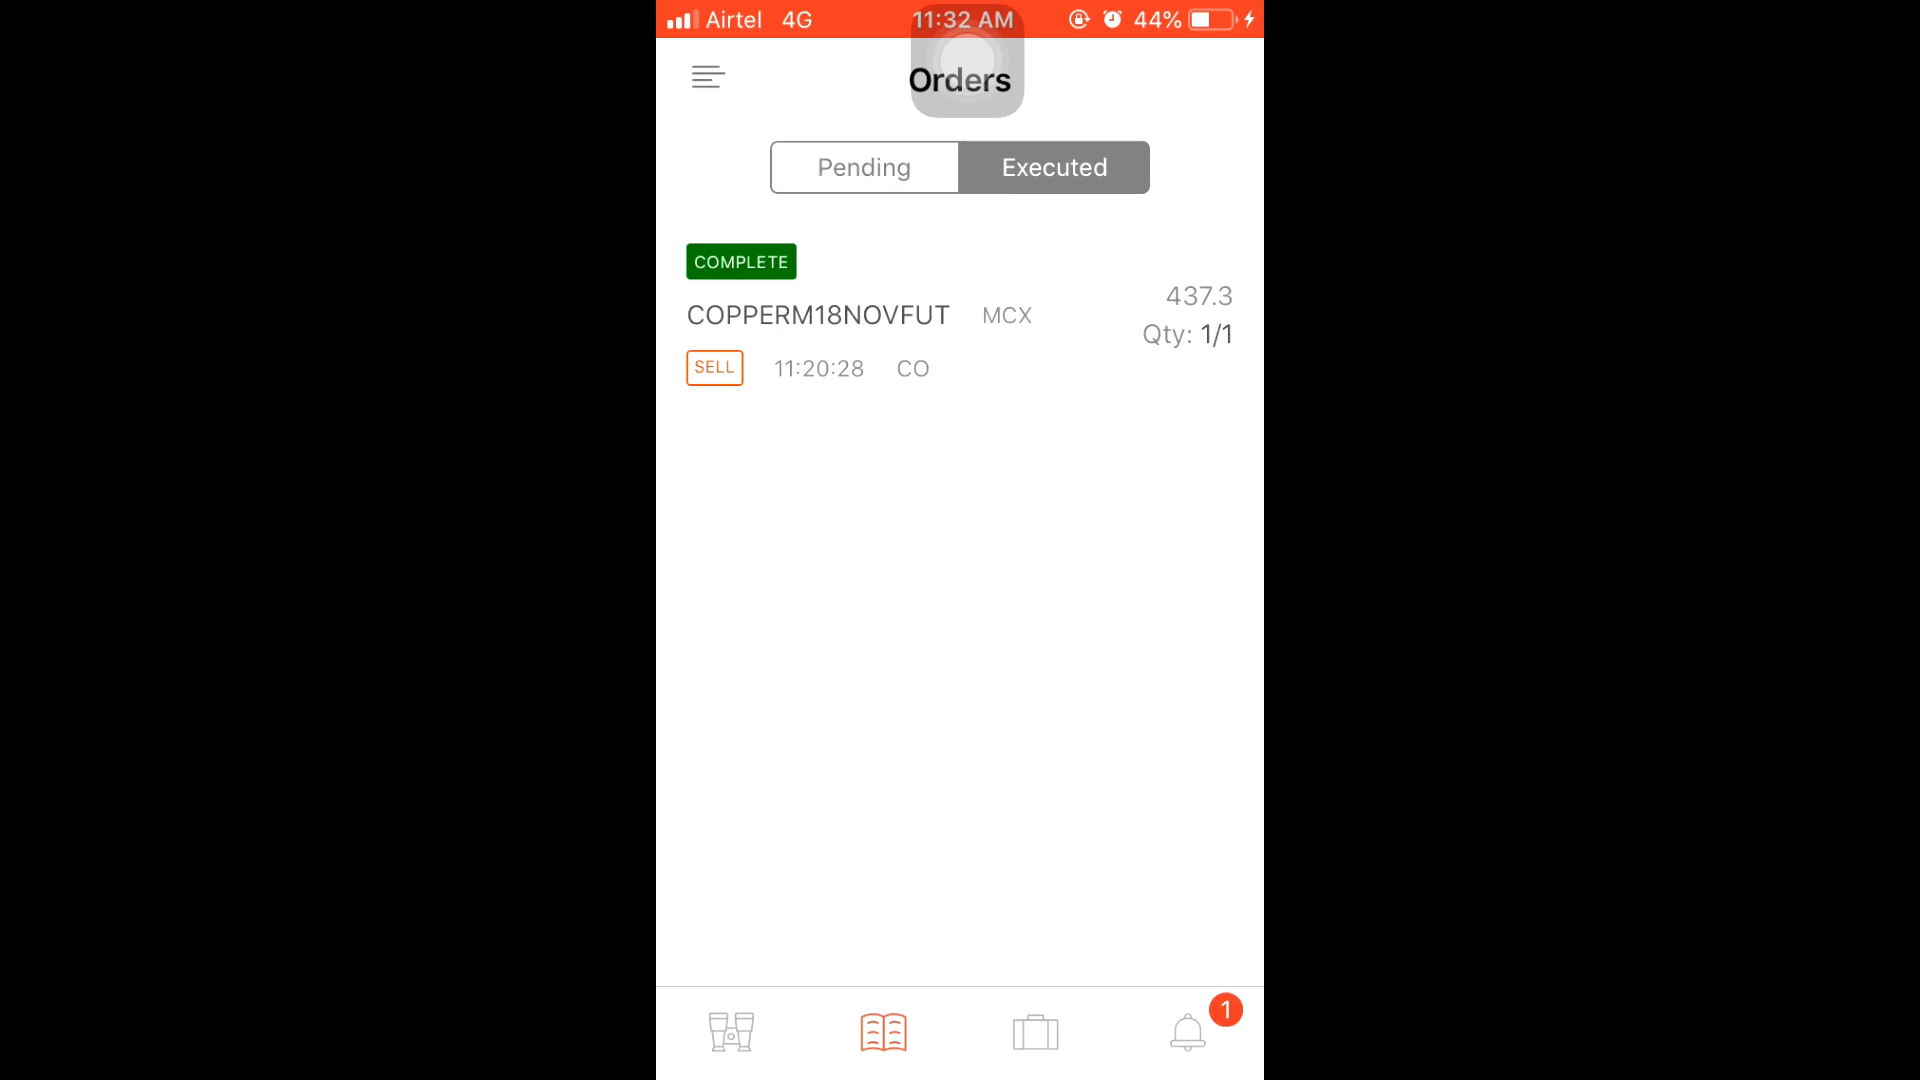 Airtel 4G 11:32 AM 44%
Orders
Pending Executed
COMPLETE
437.3
COPPERM18NOVFUT MCX
Qty: 1/1
SELL 11:20:28 CO
1